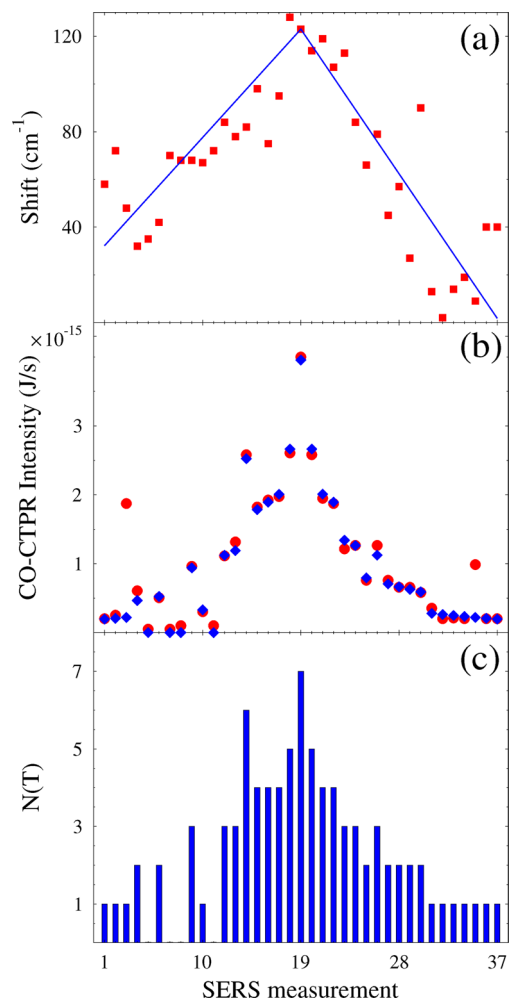 (a)
120
80
40
Shift (cm⁻¹)
×10⁻¹⁵
(b)
3
2
1
CO-CTPR Intensity (J/s)
(c)
7
5
3
1
N(T)
1 10 19 28 37
SERS measurement